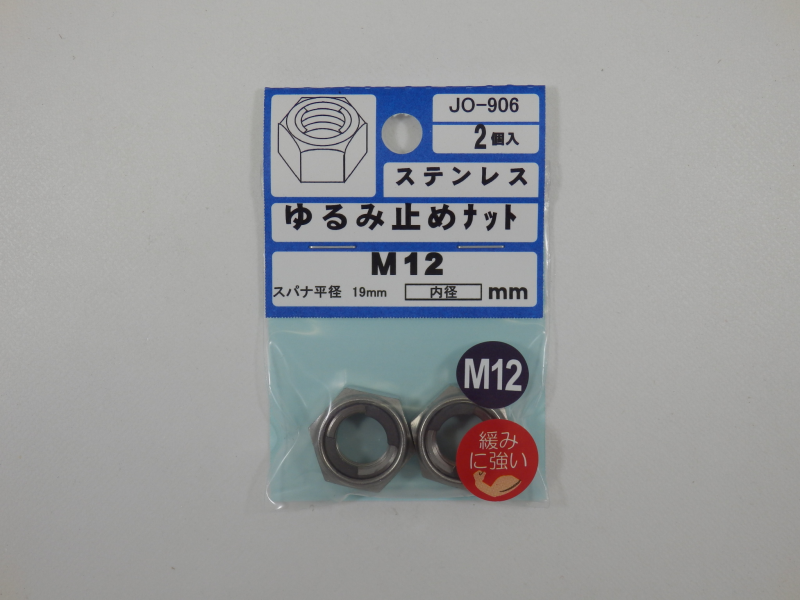 JO-906
2個入
ステンレス
ゆるみ止めナット
M12
スパナ平径 19mm 内径 mm
M12
緩み
に強い